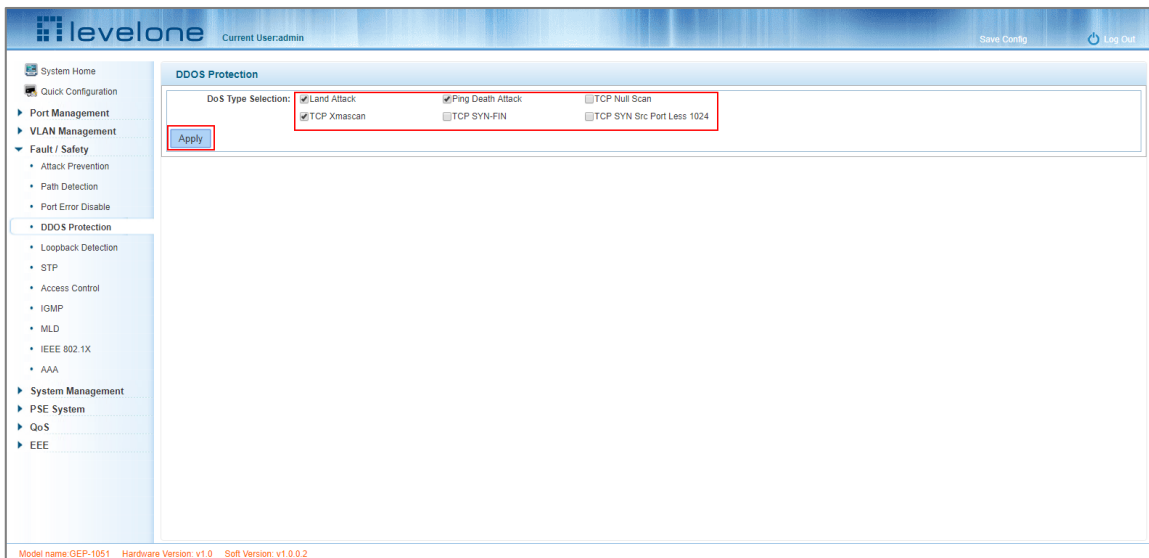 levelone Current User:admin Save Config Log Out
System Home
Quick Configuration
Port Management
VLAN Management
Fault / Safety
Attack Prevention
Path Detection
Port Error Disable
DDOS Protection
Loopback Detection
STP
Access Control
IGMP
MLD
IEEE 802.1X
AAA
System Management
PSE System
QoS
EEE
DDOS Protection
DoS Type Selection: Land Attack Ping Death Attack TCP Null Scan
TCP Xmascan TCP SYN-FIN TCP SYN Src Port Less 1024
Apply
Model name:GEP-1051 Hardware Version: v1.0 Soft Version: v1.0.0.2